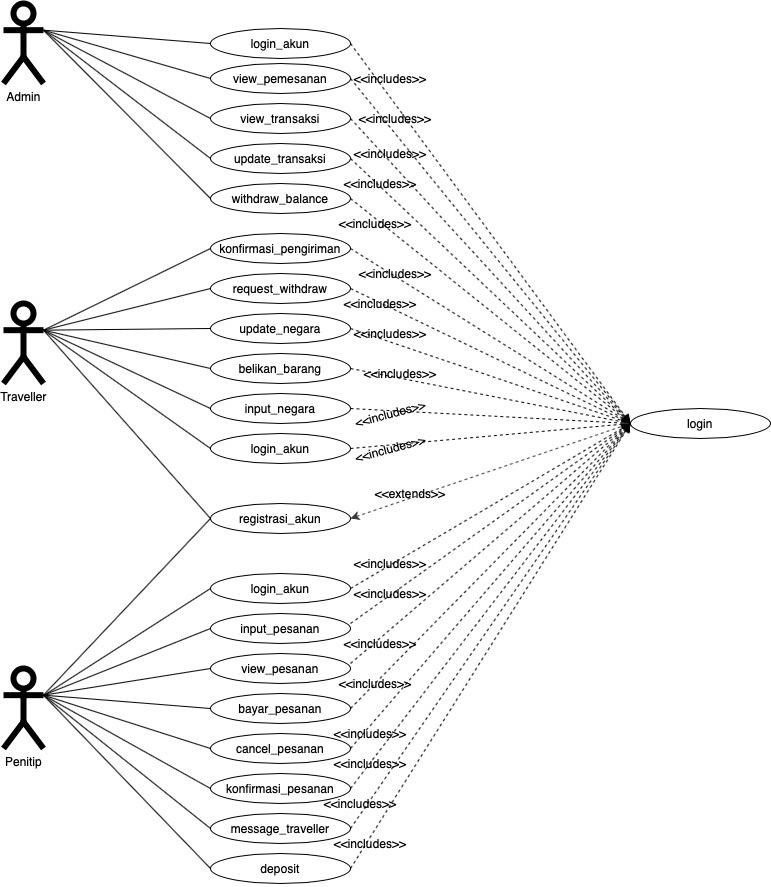 login_akun
view_pemesanan
<<includes>>
Admin
view_transaksi
<<includes>>
update_transaksi
<<includes>>
<<includes>>
withdraw_balance
<<includes>>
konfirmasi_pengiriman
<<includes>>
request_withdraw
<<includes>>
update_negara
<<includes>>
belikan_barang
<<includes>>
Traveller
input_negara
<<includes>>
login
login_akun
<<includes>>
<<extends>>
registrasi_akun
<<includes>>
login_akun
<<includes>>
input_pesanan
<<includes>>
view_pesanan
<<includes>>
bayar_pesanan
<<includes>>
cancel_pesanan
Penitip
<<includes>>
konfirmasi_pesanan
<<includes>>
message_traveller
<<includes>>
deposit